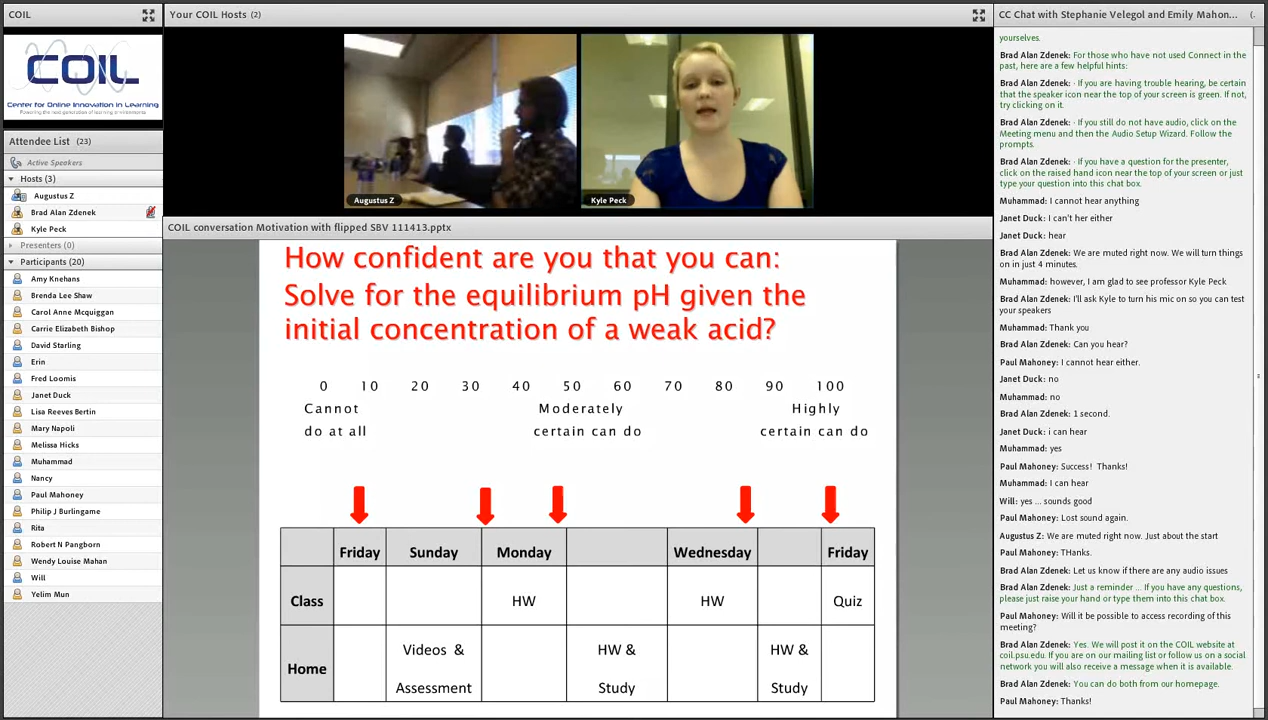 COIL
COIL
Center for Online Innovation in Learning
Powering the next generation of learning environments
Attendee List (23)
Active Speakers
Hosts (3)
Augustus Z
Brad Alan Zdenek
Kyle Peck
Presenters (0)
Participants (20)
Amy Knehans
Brenda Lee Shaw
Carol Anne Mcquiggan
Carrie Elizabeth Bishop
David Starling
Erin
Fred Loomis
Janet Duck
Lisa Reeves Bertin
Mary Napoli
Melissa Hicks
Muhammad
Nancy
Paul Mahoney
Philip J Burlingame
Rita
Robert N Pangborn
Wendy Louise Mahan
Will
Yelim Mun
Your COIL Hosts (2)
Augustus Z
Kyle Peck
COIL conversation Motivation with flipped SBV 111413.pptx
How confident are you that you can:
Solve for the equilibrium pH given the
initial concentration of a weak acid?
0 10 20 30 40 50 60 70 80 90 100
Cannot Moderately Highly
do at all certain can do certain can do
Friday Sunday Monday Wednesday Friday
Class HW HW Quiz
Videos & HW & HW &
Home
Assessment Study Study
CC Chat with Stephanie Velegol and Emily Mahon...
yourselves.
Brad Alan Zdenek: For those who have not used Connect in the
past, here are a few helpful hints:
Brad Alan Zdenek: · If you are having trouble hearing, be certain
that the speaker icon near the top of your screen is green. If not,
try clicking on it.
Brad Alan Zdenek: · If you still do not have audio, click on the
Meeting menu and then the Audio Setup Wizard. Follow the
prompts.
Brad Alan Zdenek: · If you have a question for the presenter,
click on the raised hand icon near the top of your screen or just
type your question into this chat box.
Muhammad: I cannot hear anything
Janet Duck: I can't her either
Janet Duck: hear
Brad Alan Zdenek: We are muted right now. We will turn things
on in just 4 minutes.
Muhammad: however, I am glad to see professor Kyle Peck
Brad Alan Zdenek: I'll ask Kyle to turn his mic on so you can test
your speakers
Muhammad: Thank you
Brad Alan Zdenek: Can you hear?
Paul Mahoney: I cannot hear either.
Janet Duck: no
Muhammad: no
Brad Alan Zdenek: 1 second.
Janet Duck: i can hear
Muhammad: yes
Paul Mahoney: Success! Thanks!
Muhammad: I can hear
Will: yes ... sounds good
Paul Mahoney: Lost sound again.
Augustus Z: We are muted right now. Just about the start
Paul Mahoney: THanks.
Brad Alan Zdenek: Let us know if there are any audio issues
Brad Alan Zdenek: Just a reminder ... If you have any questions,
please just raise your hand or type them into this chat box.
Paul Mahoney: Will it be possible to access recording of this
meeting?
Brad Alan Zdenek: Yes. We will post it on the COIL website at
coil.psu.edu. If you are on our mailing list or follow us on a social
network you will also receive a message when it is available.
Brad Alan Zdenek: You can do both from our homepage.
Paul Mahoney: Thanks!